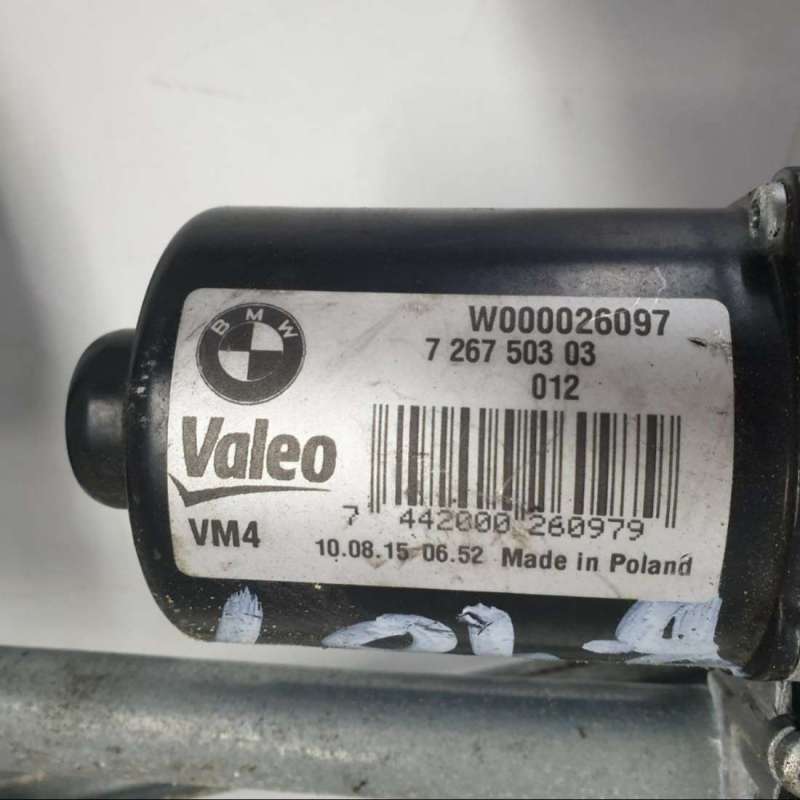 BMW
W000026097
7 267 503 03
012
Valeo
7 442000 260979
VM4
10.08.15 06.52 Made in Poland